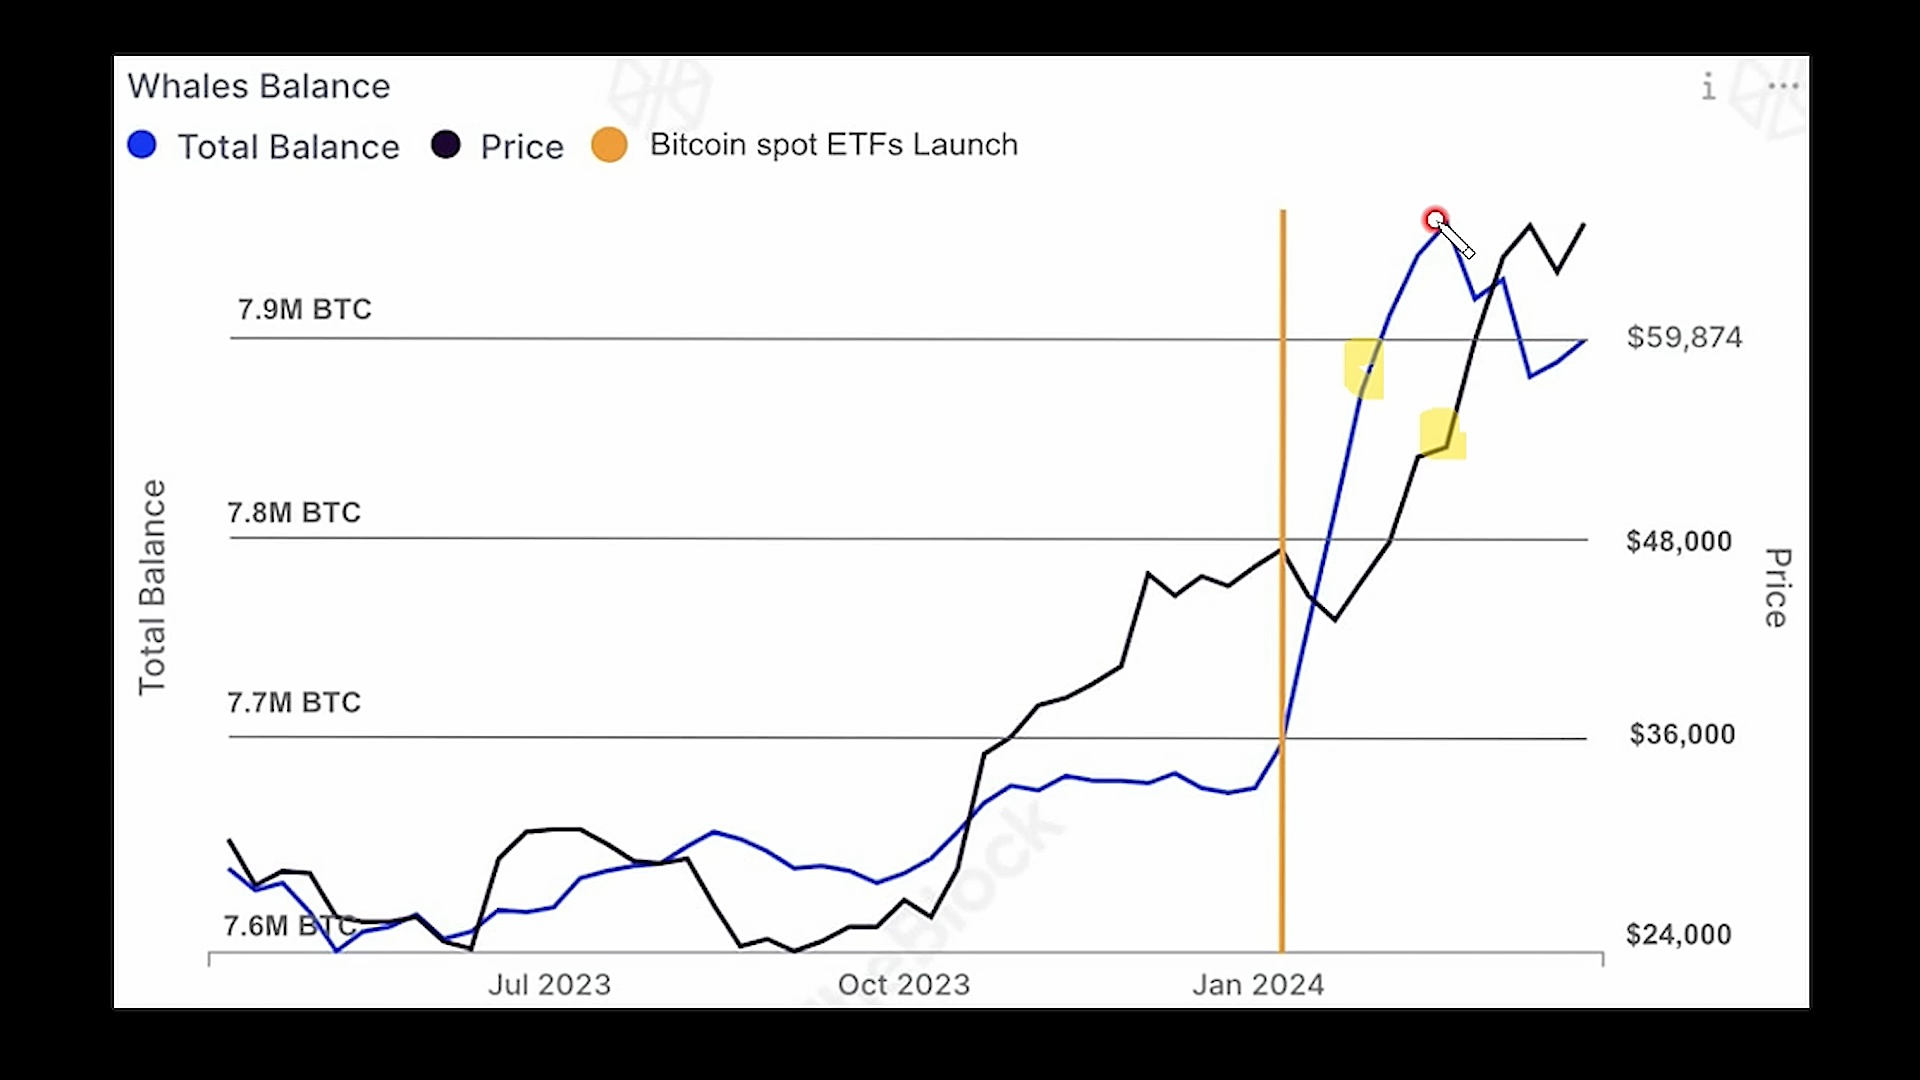 Whales Balance
i ...
Total Balance Price Bitcoin spot ETFs Launch
7.9M BTC
$59,874
7.8M BTC
$48,000
Total Balance
Price
7.7M BTC
$36,000
7.6M BTC
$24,000
Jul 2023 Oct 2023 Jan 2024